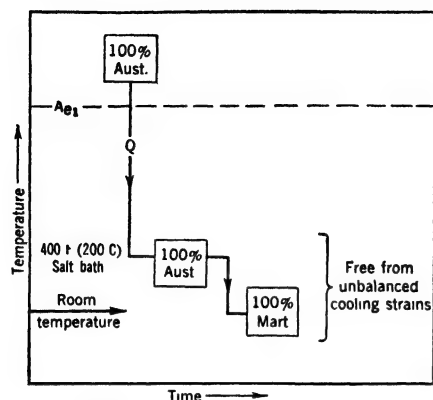 100%
Aust.
Ae₁
Q
Temperature
400 F (200 C)
Salt bath
100%
Aust
Room
temperature
100%
Mart
Free from
unbalanced
cooling strains
Time